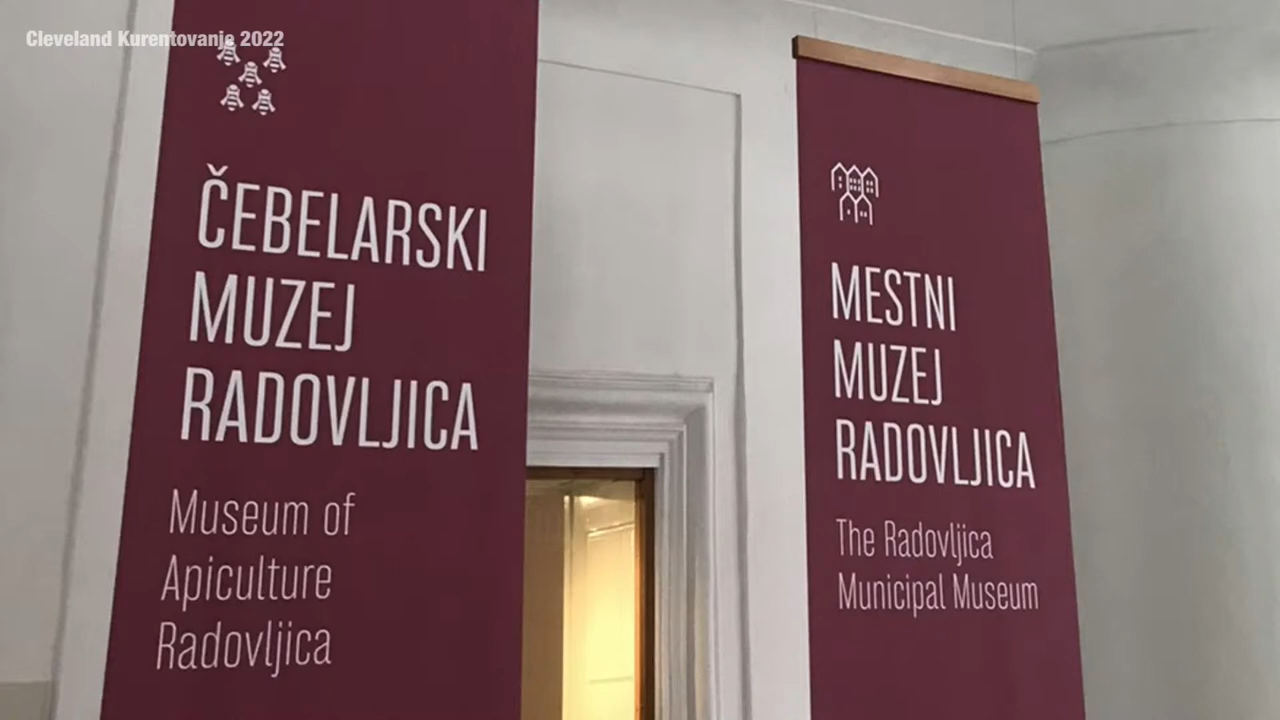 Cleveland Kurentovanje 2022
ČEBELARSKI
MUZEJ
RADOVLJICA
Museum of
Apiculture
Radovljica
MESTNI
MUZEJ
RADOVLJICA
The Radovljica
Municipal Museum